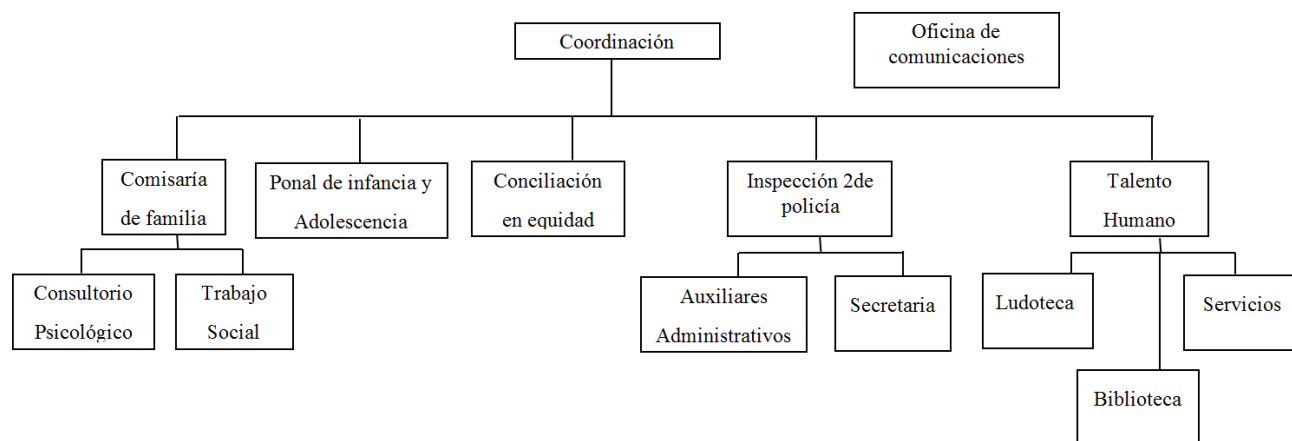 Coordinación
Oficina de
comunicaciones
Comisaría
de familia
Ponal de infancia y
Adolescencia
Conciliación
en equidad
Inspección 2de
policía
Talento
Humano
Consultorio
Psicológico
Trabajo
Social
Auxiliares
Administrativos
Secretaria
Ludoteca
Servicios
Biblioteca